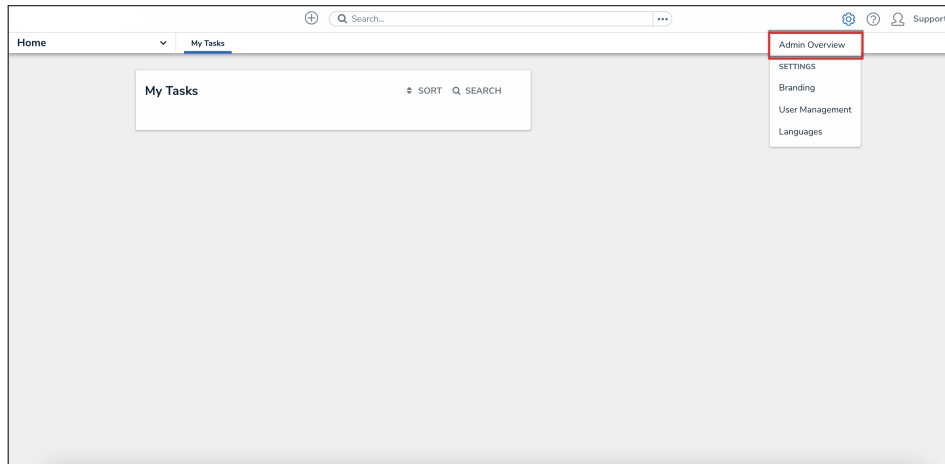 Search...
Support
Home
My Tasks
Admin Overview
SETTINGS
Branding
User Management
Languages
My Tasks
SORT
SEARCH